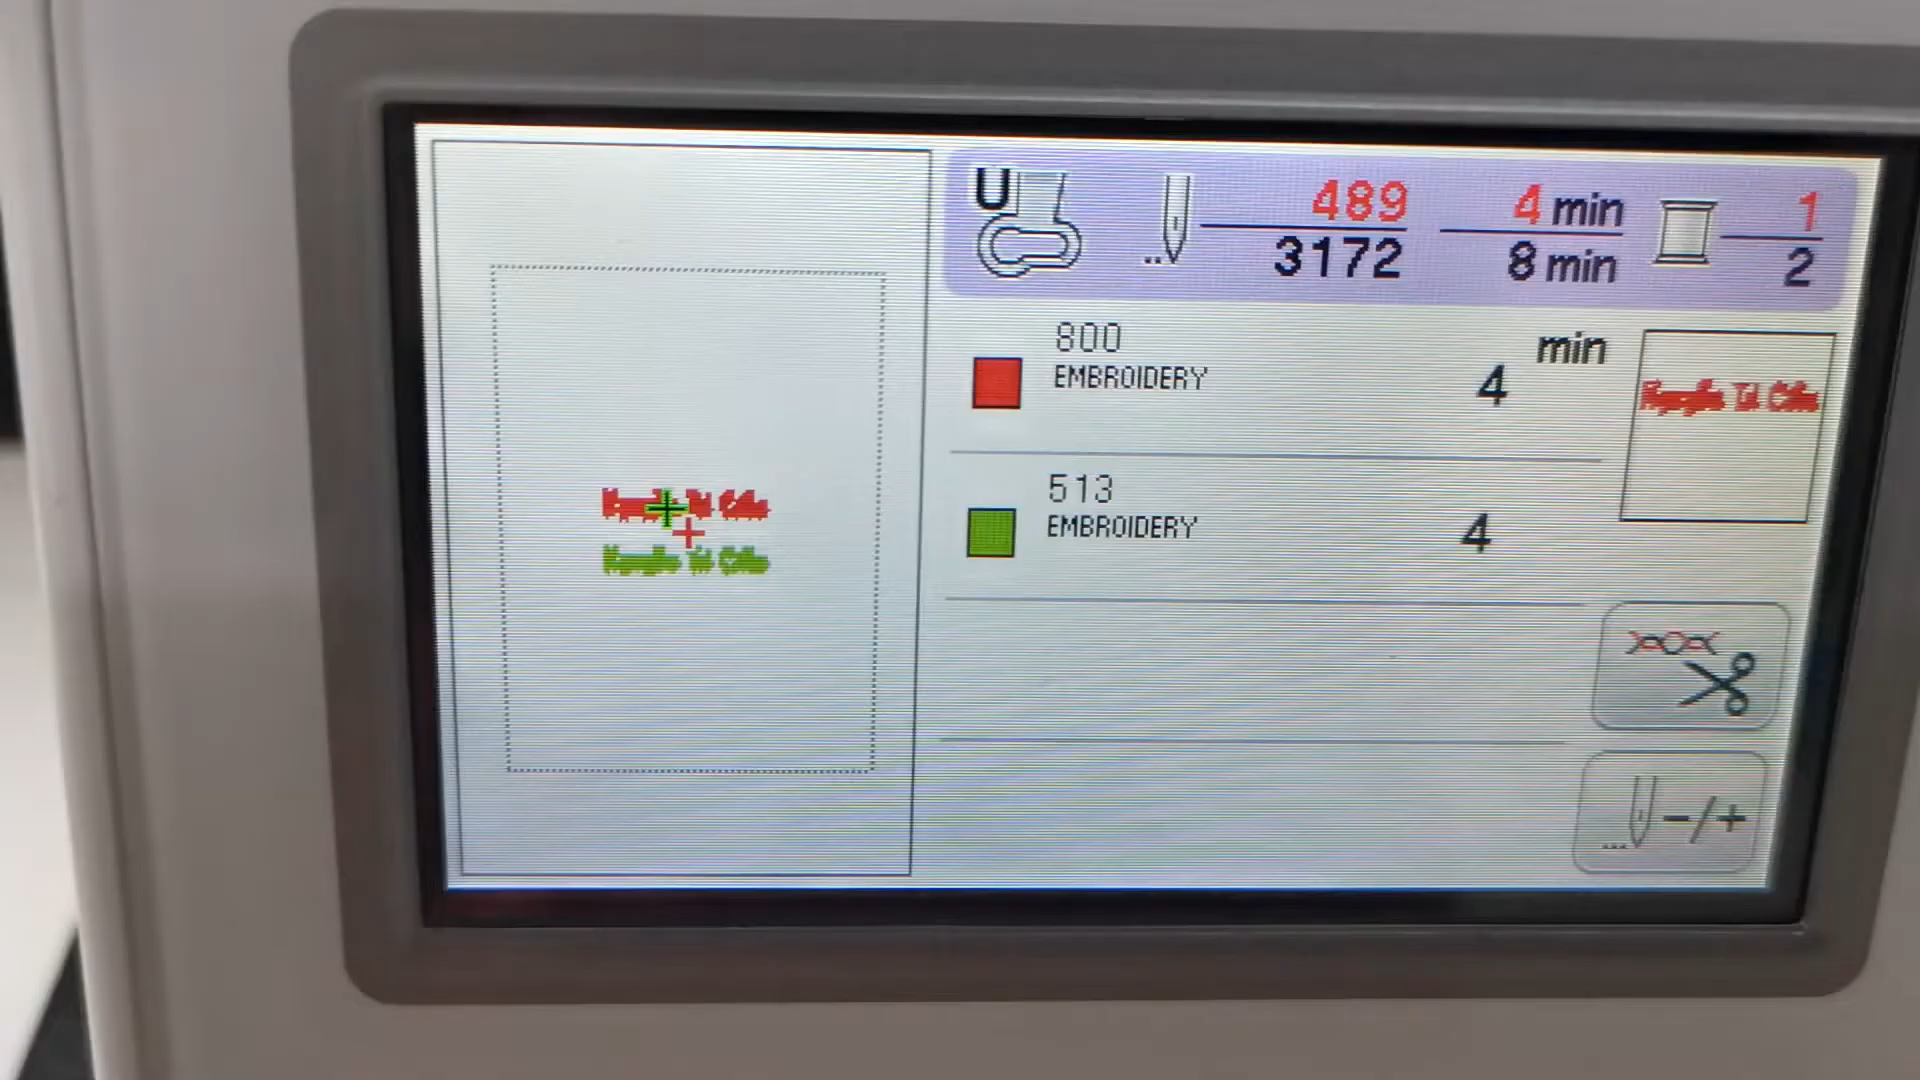 U
489 4 min 1
3172 8 min 2
800 min
EMBROIDERY 4
513
EMBROIDERY 4
-/+